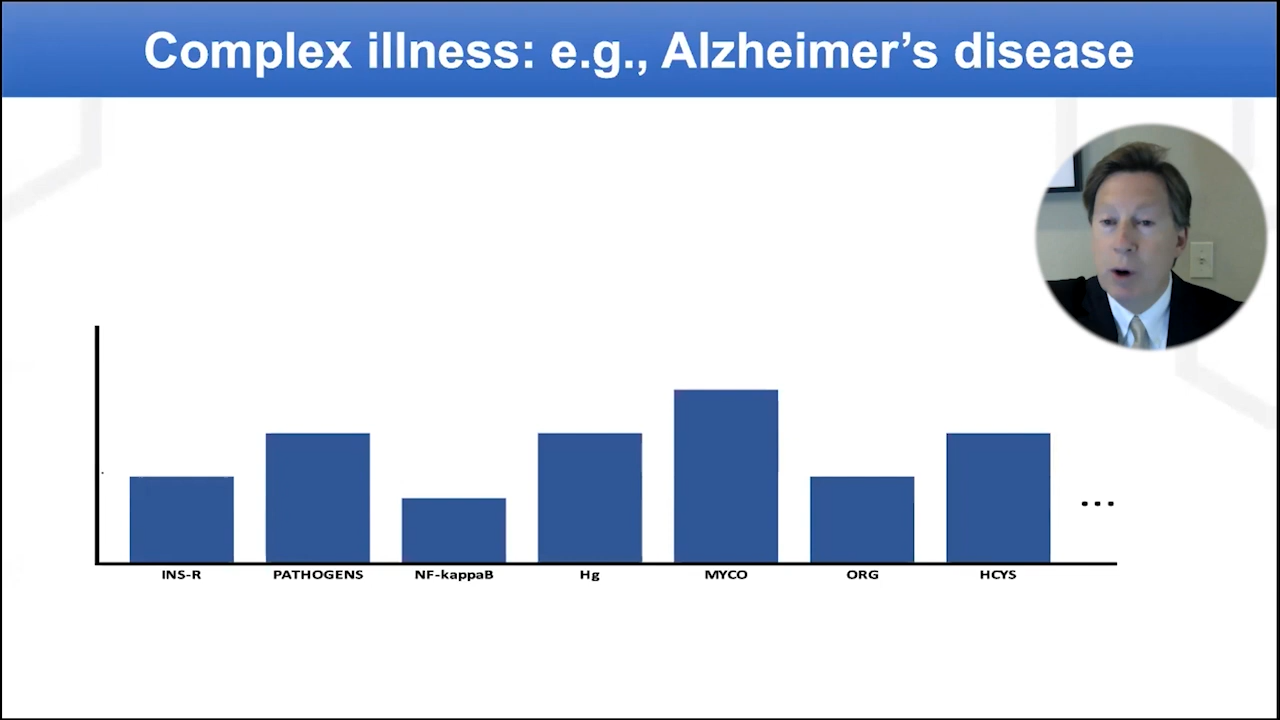 Complex illness: e.g., Alzheimer’s disease
INS-R PATHOGENS NF-kappaB Hg MYCO ORG HCYS ...